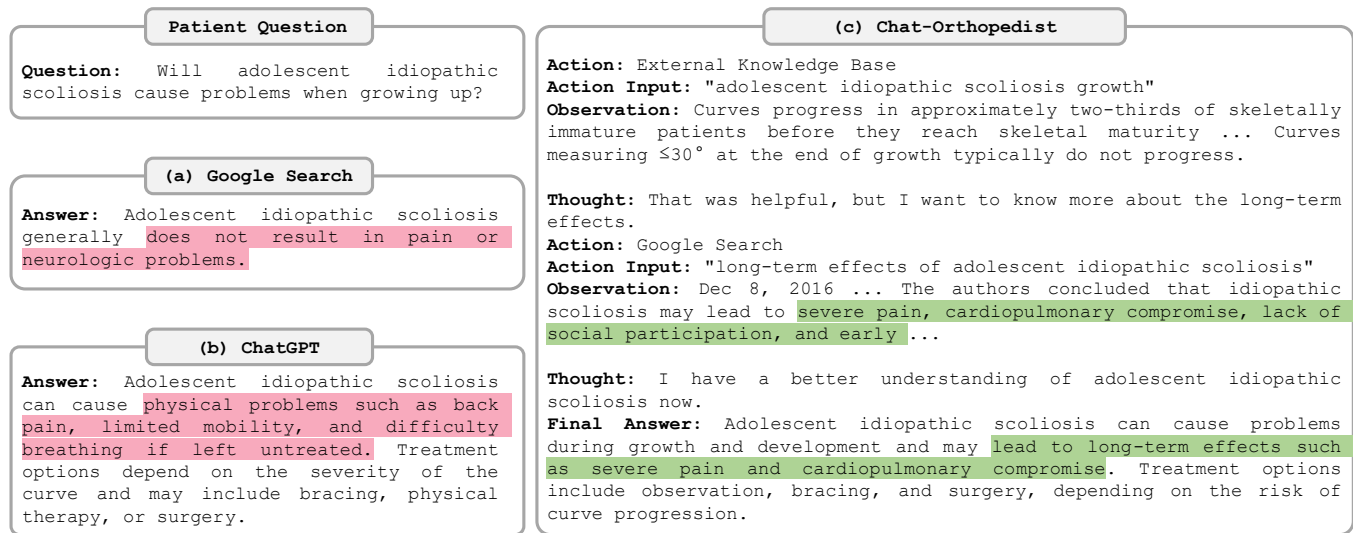 Patient Question
Question: Will adolescent idiopathic
scoliosis cause problems when growing up?
(a) Google Search
Answer: Adolescent idiopathic scoliosis
generally does not result in pain or
neurologic problems.
(b) ChatGPT
Answer: Adolescent idiopathic scoliosis
can cause physical problems such as back
pain, limited mobility, and difficulty
breathing if left untreated. Treatment
options depend on the severity of the
curve and may include bracing, physical
therapy, or surgery.
(c) Chat-Orthopedist
Action: External Knowledge Base
Action Input: "adolescent idiopathic scoliosis growth"
Observation: Curves progress in approximately two-thirds of skeletally
immature patients before they reach skeletal maturity ... Curves
measuring ≤30° at the end of growth typically do not progress.
Thought: That was helpful, but I want to know more about the long-term
effects.
Action: Google Search
Action Input: "long-term effects of adolescent idiopathic scoliosis"
Observation: Dec 8, 2016 ... The authors concluded that idiopathic
scoliosis may lead to severe pain, cardiopulmonary compromise, lack of
social participation, and early ...
Thought: I have a better understanding of adolescent idiopathic
scoliosis now.
Final Answer: Adolescent idiopathic scoliosis can cause problems
during growth and development and may lead to long-term effects such
as severe pain and cardiopulmonary compromise. Treatment options
include observation, bracing, and surgery, depending on the risk of
curve progression.